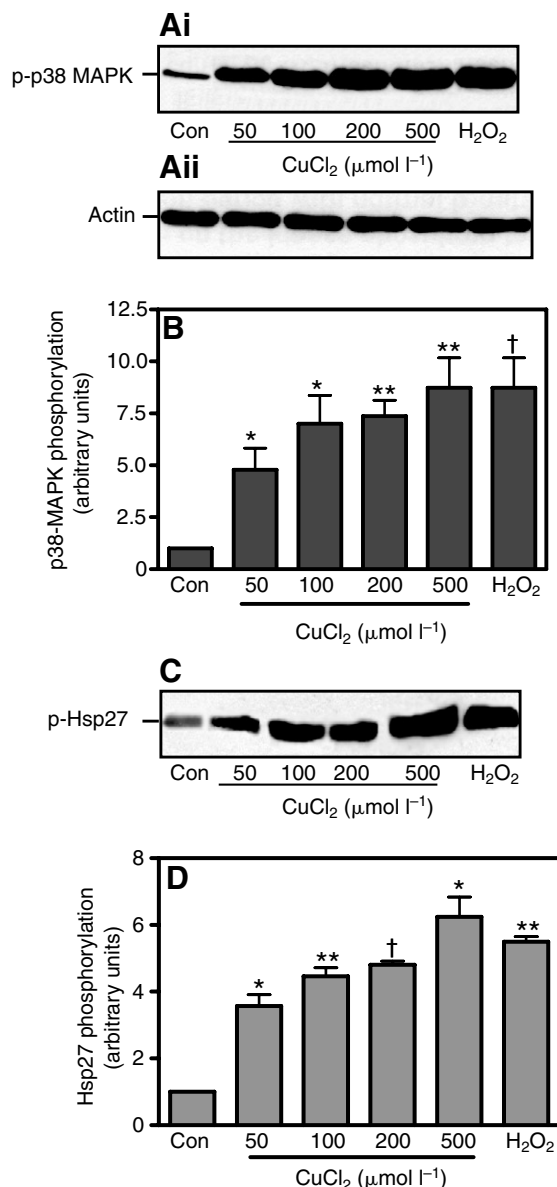 Ai
p-p38 MAPK
Con 50 100 200 500 H₂O₂
CuCl₂ (μmol l⁻¹)
Aii
Actin
B
p38-MAPK phosphorylation
(arbitrary units)
12.5
10.0
7.5
5.0
2.5
0
* * ** ** †
Con 50 100 200 500 H₂O₂
CuCl₂ (μmol l⁻¹)
C
p-Hsp27
Con 50 100 200 500 H₂O₂
CuCl₂ (μmol l⁻¹)
D
Hsp27 phosphorylation
(arbitrary units)
8
6
4
2
0
* ** † * **
Con 50 100 200 500 H₂O₂
CuCl₂ (μmol l⁻¹)